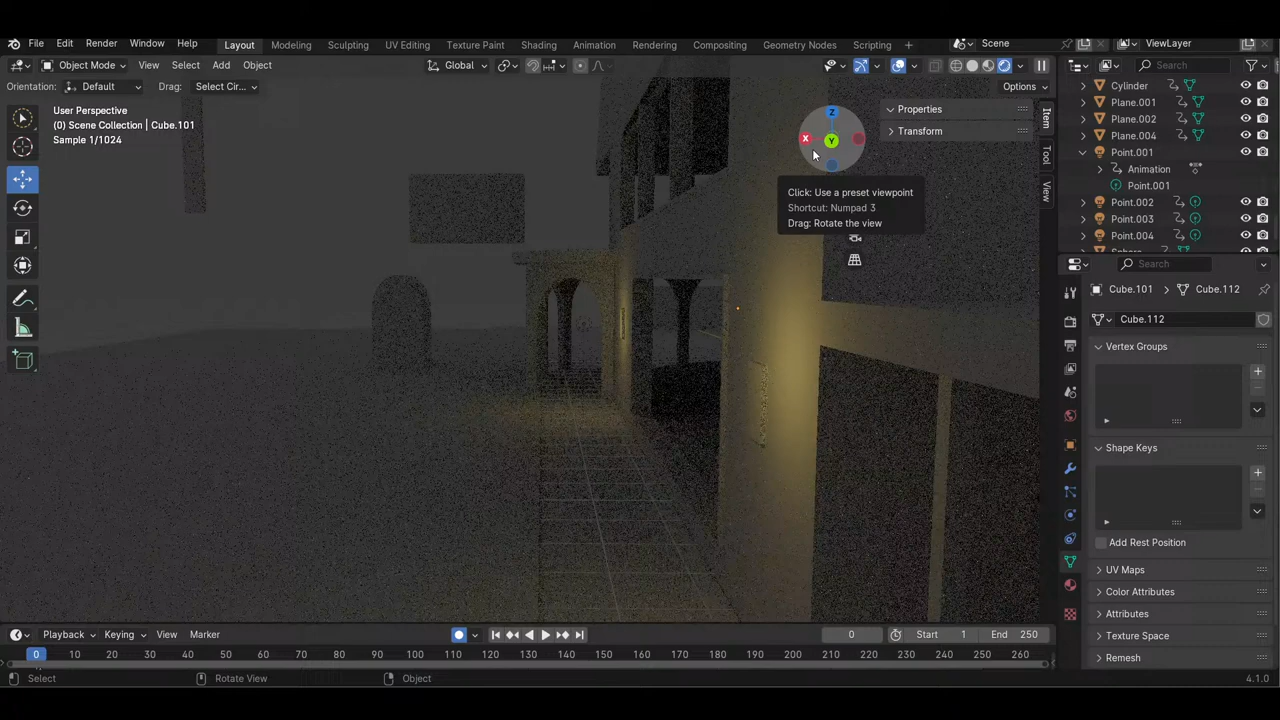 File Edit Render Window Help Layout Modeling Sculpting UV Editing Texture Paint Shading Animation Rendering Compositing Geometry Nodes Scripting + Scene ViewLayer
Object Mode View Select Add Object Global Search
Orientation: Default Drag: Select Cir... Options
User Perspective
(0) Scene Collection | Cube.101
Sample 1/1024
Z
X
Y
Properties
Transform
Item
Tool
View
Click: Use a preset viewpoint
Shortcut: Numpad 3
Drag: Rotate the view
Cylinder
Plane.001
Plane.002
Plane.004
Point.001
Animation
Point.001
Point.002
Point.003
Point.004
Search
Cube.101 Cube.112
Cube.112
Vertex Groups
Shape Keys
Add Rest Position
UV Maps
Color Attributes
Attributes
Texture Space
Remesh
Playback Keying View Marker 0 Start 1 End 250
0 10 20 30 40 50 60 70 80 90 100 110 120 130 140 150 160 170 180 190 200 210 220 230 240 250 260
Select Rotate View Object 4.1.0